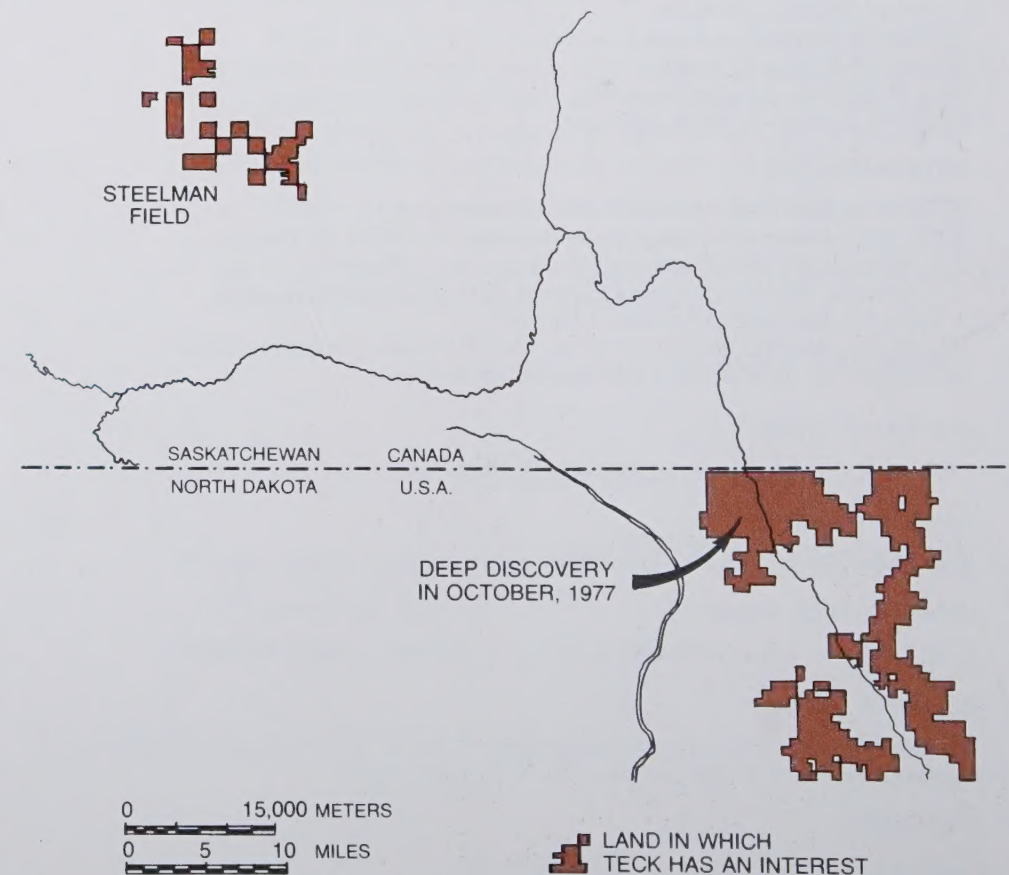 STEELMAN
FIELD
SASKATCHEWAN CANADA
NORTH DAKOTA U.S.A.
DEEP DISCOVERY
IN OCTOBER, 1977
0 15,000 METERS
0 5 10 MILES
LAND IN WHICH
TECK HAS AN INTEREST